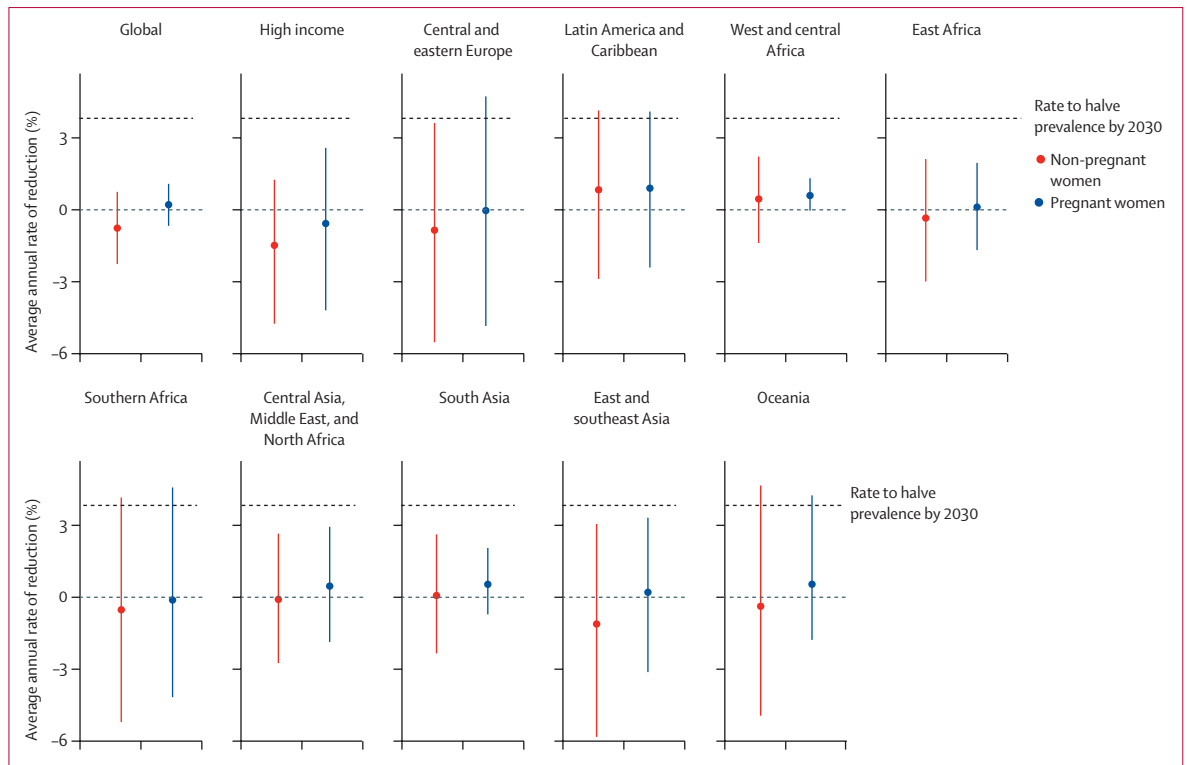 Global
High income
Central and
eastern Europe
Latin America and
Caribbean
West and central
Africa
East Africa
Average annual rate of reduction (%)
3
0
−3
−6
Rate to halve
prevalence by 2030
Non-pregnant
women
Pregnant women
Southern Africa
Central Asia,
Middle East, and
North Africa
South Asia
East and
southeast Asia
Oceania
Average annual rate of reduction (%)
3
0
−3
−6
Rate to halve
prevalence by 2030